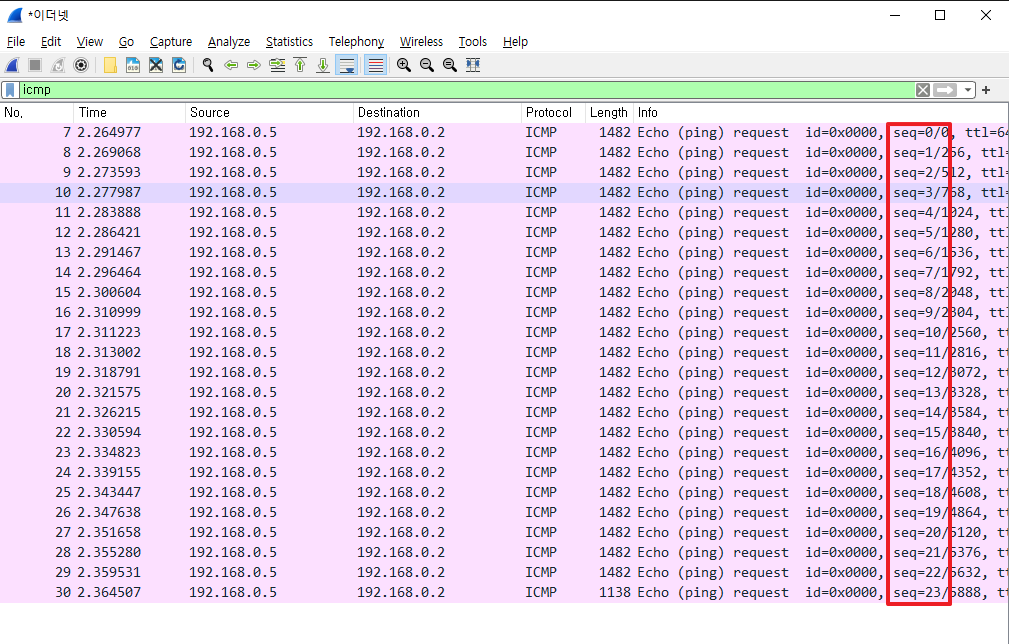 *이더넷
File Edit View Go Capture Analyze Statistics Telephony Wireless Tools Help
icmp
No. Time Source Destination Protocol Length Info
7 2.264977 192.168.0.5 192.168.0.2 ICMP 1482 Echo (ping) request id=0x0000, seq=0/0, ttl=64
8 2.269068 192.168.0.5 192.168.0.2 ICMP 1482 Echo (ping) request id=0x0000, seq=1/256, ttl=
9 2.273593 192.168.0.5 192.168.0.2 ICMP 1482 Echo (ping) request id=0x0000, seq=2/512, ttl=
10 2.277987 192.168.0.5 192.168.0.2 ICMP 1482 Echo (ping) request id=0x0000, seq=3/768, ttl=
11 2.283888 192.168.0.5 192.168.0.2 ICMP 1482 Echo (ping) request id=0x0000, seq=4/1024, ttl
12 2.286421 192.168.0.5 192.168.0.2 ICMP 1482 Echo (ping) request id=0x0000, seq=5/1280, ttl
13 2.291467 192.168.0.5 192.168.0.2 ICMP 1482 Echo (ping) request id=0x0000, seq=6/1536, ttl
14 2.296464 192.168.0.5 192.168.0.2 ICMP 1482 Echo (ping) request id=0x0000, seq=7/1792, ttl
15 2.300604 192.168.0.5 192.168.0.2 ICMP 1482 Echo (ping) request id=0x0000, seq=8/2048, ttl
16 2.310999 192.168.0.5 192.168.0.2 ICMP 1482 Echo (ping) request id=0x0000, seq=9/2304, ttl
17 2.311223 192.168.0.5 192.168.0.2 ICMP 1482 Echo (ping) request id=0x0000, seq=10/2560, tt
18 2.313002 192.168.0.5 192.168.0.2 ICMP 1482 Echo (ping) request id=0x0000, seq=11/2816, tt
19 2.318791 192.168.0.5 192.168.0.2 ICMP 1482 Echo (ping) request id=0x0000, seq=12/3072, tt
20 2.321575 192.168.0.5 192.168.0.2 ICMP 1482 Echo (ping) request id=0x0000, seq=13/3328, tt
21 2.326215 192.168.0.5 192.168.0.2 ICMP 1482 Echo (ping) request id=0x0000, seq=14/3584, tt
22 2.330594 192.168.0.5 192.168.0.2 ICMP 1482 Echo (ping) request id=0x0000, seq=15/3840, tt
23 2.334823 192.168.0.5 192.168.0.2 ICMP 1482 Echo (ping) request id=0x0000, seq=16/4096, tt
24 2.339155 192.168.0.5 192.168.0.2 ICMP 1482 Echo (ping) request id=0x0000, seq=17/4352, tt
25 2.343447 192.168.0.5 192.168.0.2 ICMP 1482 Echo (ping) request id=0x0000, seq=18/4608, tt
26 2.347638 192.168.0.5 192.168.0.2 ICMP 1482 Echo (ping) request id=0x0000, seq=19/4864, tt
27 2.351658 192.168.0.5 192.168.0.2 ICMP 1482 Echo (ping) request id=0x0000, seq=20/5120, tt
28 2.355280 192.168.0.5 192.168.0.2 ICMP 1482 Echo (ping) request id=0x0000, seq=21/5376, tt
29 2.359531 192.168.0.5 192.168.0.2 ICMP 1482 Echo (ping) request id=0x0000, seq=22/5632, tt
30 2.364507 192.168.0.5 192.168.0.2 ICMP 1138 Echo (ping) request id=0x0000, seq=23/5888, tt